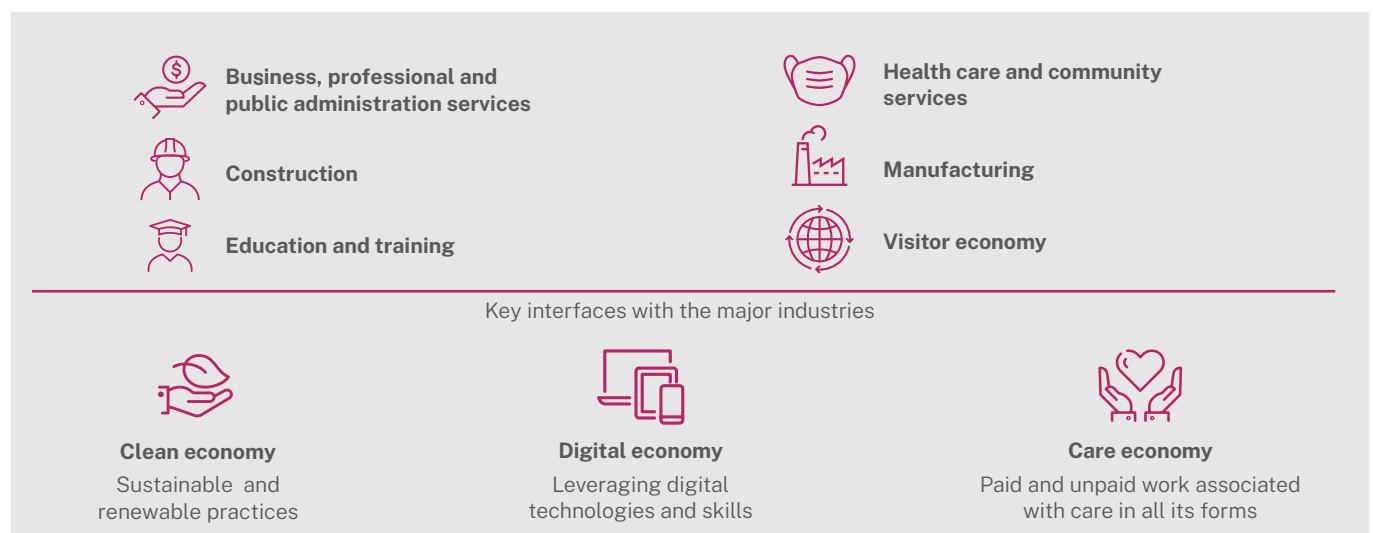 Business, professional and
public administration services
Construction
Education and training
Health care and community
services
Manufacturing
Visitor economy
Key interfaces with the major industries
Clean economy
Sustainable and
renewable practices
Digital economy
Leveraging digital
technologies and skills
Care economy
Paid and unpaid work associated
with care in all its forms